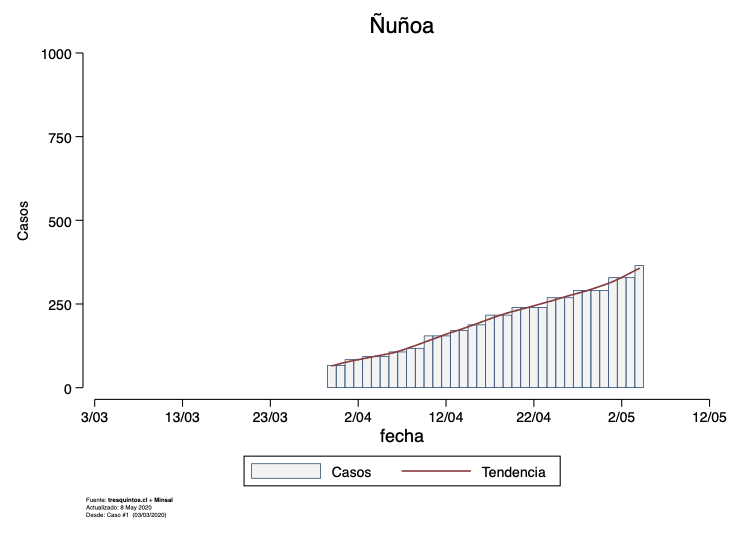 Ñuñoa
1000
750
500
250
0
Casos
3/03 13/03 23/03 2/04 12/04 22/04 2/05 12/05
fecha
Casos Tendencia
Fuente: tresquintos.cl + Minsal
Actualizado: 8 May 2020
Desde: Caso #1 (03/03/2020)